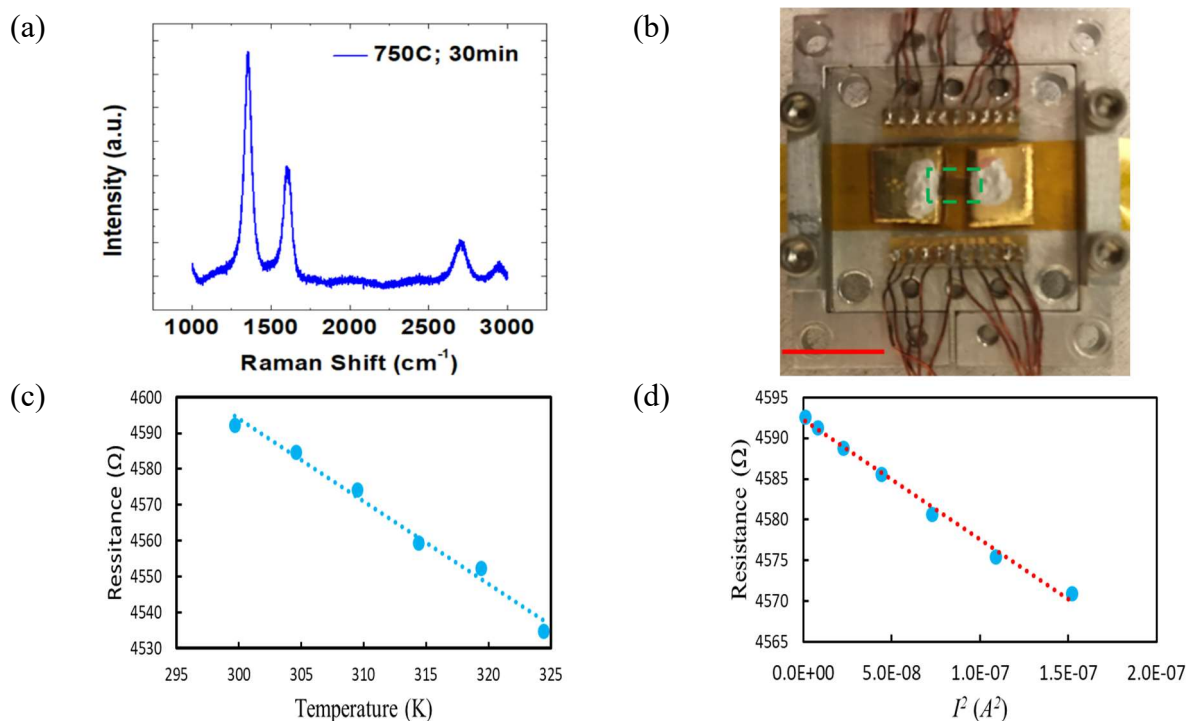 (a)
750C; 30min
Intensity (a.u.)
1000 1500 2000 2500 3000
Raman Shift (cm⁻¹)
(b)
(c)
4600
4590
4580
4570
4560
4550
4540
4530
Ressitance (Ω)
295 300 305 310 315 320 325
Temperature (K)
(d)
4595
4590
4585
4580
4575
4570
4565
Resistance (Ω)
0.0E+00 5.0E-08 1.0E-07 1.5E-07 2.0E-07
I² (A²)